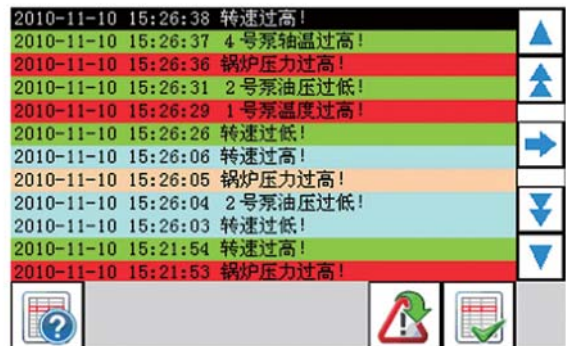 2010-11-10 15:26:38 转速过高!
2010-11-10 15:26:37 4号泵轴温过高!
2010-11-10 15:26:36 锅炉压力过高!
2010-11-10 15:26:31 2号泵油压过低!
2010-11-10 15:26:29 1号泵温度过高!
2010-11-10 15:26:26 转速过低!
2010-11-10 15:26:06 转速过高!
2010-11-10 15:26:05 锅炉压力过高!
2010-11-10 15:26:04 2号泵油压过低!
2010-11-10 15:26:03 转速过低!
2010-11-10 15:21:54 转速过高!
2010-11-10 15:21:53 锅炉压力过高!